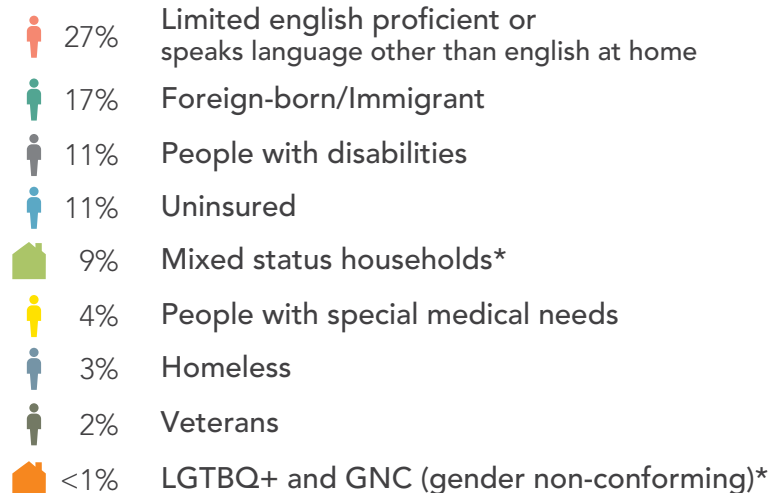 27% Limited english proficient or
speaks language other than english at home
17% Foreign-born/Immigrant
11% People with disabilities
11% Uninsured
9% Mixed status households*
4% People with special medical needs
3% Homeless
2% Veterans
<1% LGTBQ+ and GNC (gender non-conforming)*